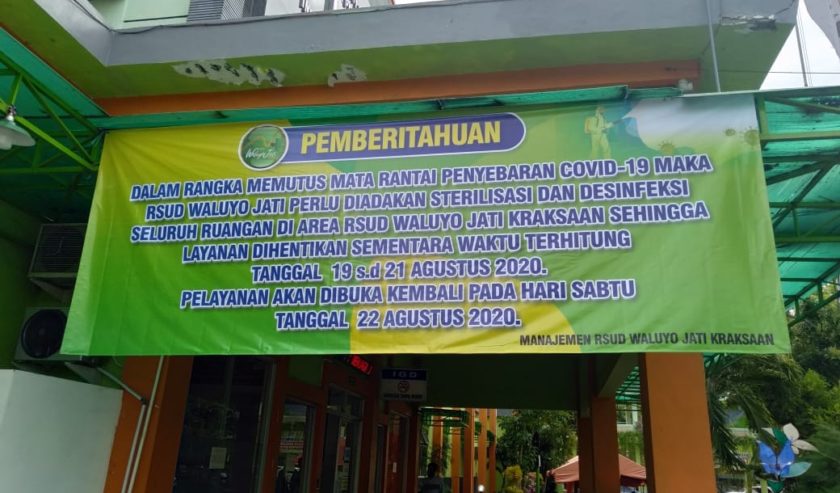 PEMBERITAHUAN
DALAM RANGKA MEMUTUS MATA RANTAI PENYEBARAN COVID-19 MAKA
RSUD WALUYO JATI PERLU DIADAKAN STERILISASI DAN DESINFEKSI
SELURUH RUANGAN DI AREA RSUD WALUYO JATI KRAKSAAN SEHINGGA
LAYANAN DIHENTIKAN SEMENTARA WAKTU TERHITUNG
TANGGAL 19 s.d 21 AGUSTUS 2020.
PELAYANAN AKAN DIBUKA KEMBALI PADA HARI SABTU
TANGGAL 22 AGUSTUS 2020.
MANAJEMEN RSUD WALUYO JATI KRAKSAAN
IGD